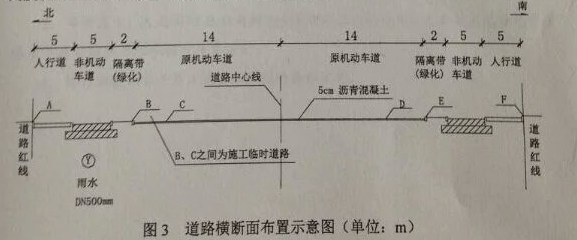 北
南
5 5 2 14 14 2 5 5
人行道 非机动车道 隔离带(绿化) 原机动车道 原机动车道 隔离带(绿化) 非机动车道 人行道
道路中心线
5cm 沥青混凝土
A B C D E F
道路红线
道路红线
B、C之间为施工临时道路
Y
雨水
DN500mm
图3 道路横断面布置示意图(单位:m)